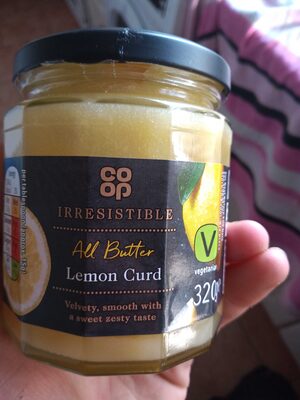 CO
OP
IRRESISTIBLE
All Butter
Lemon Curd
Velvety, smooth with
a sweet zesty taste
V
vegetarian
320g